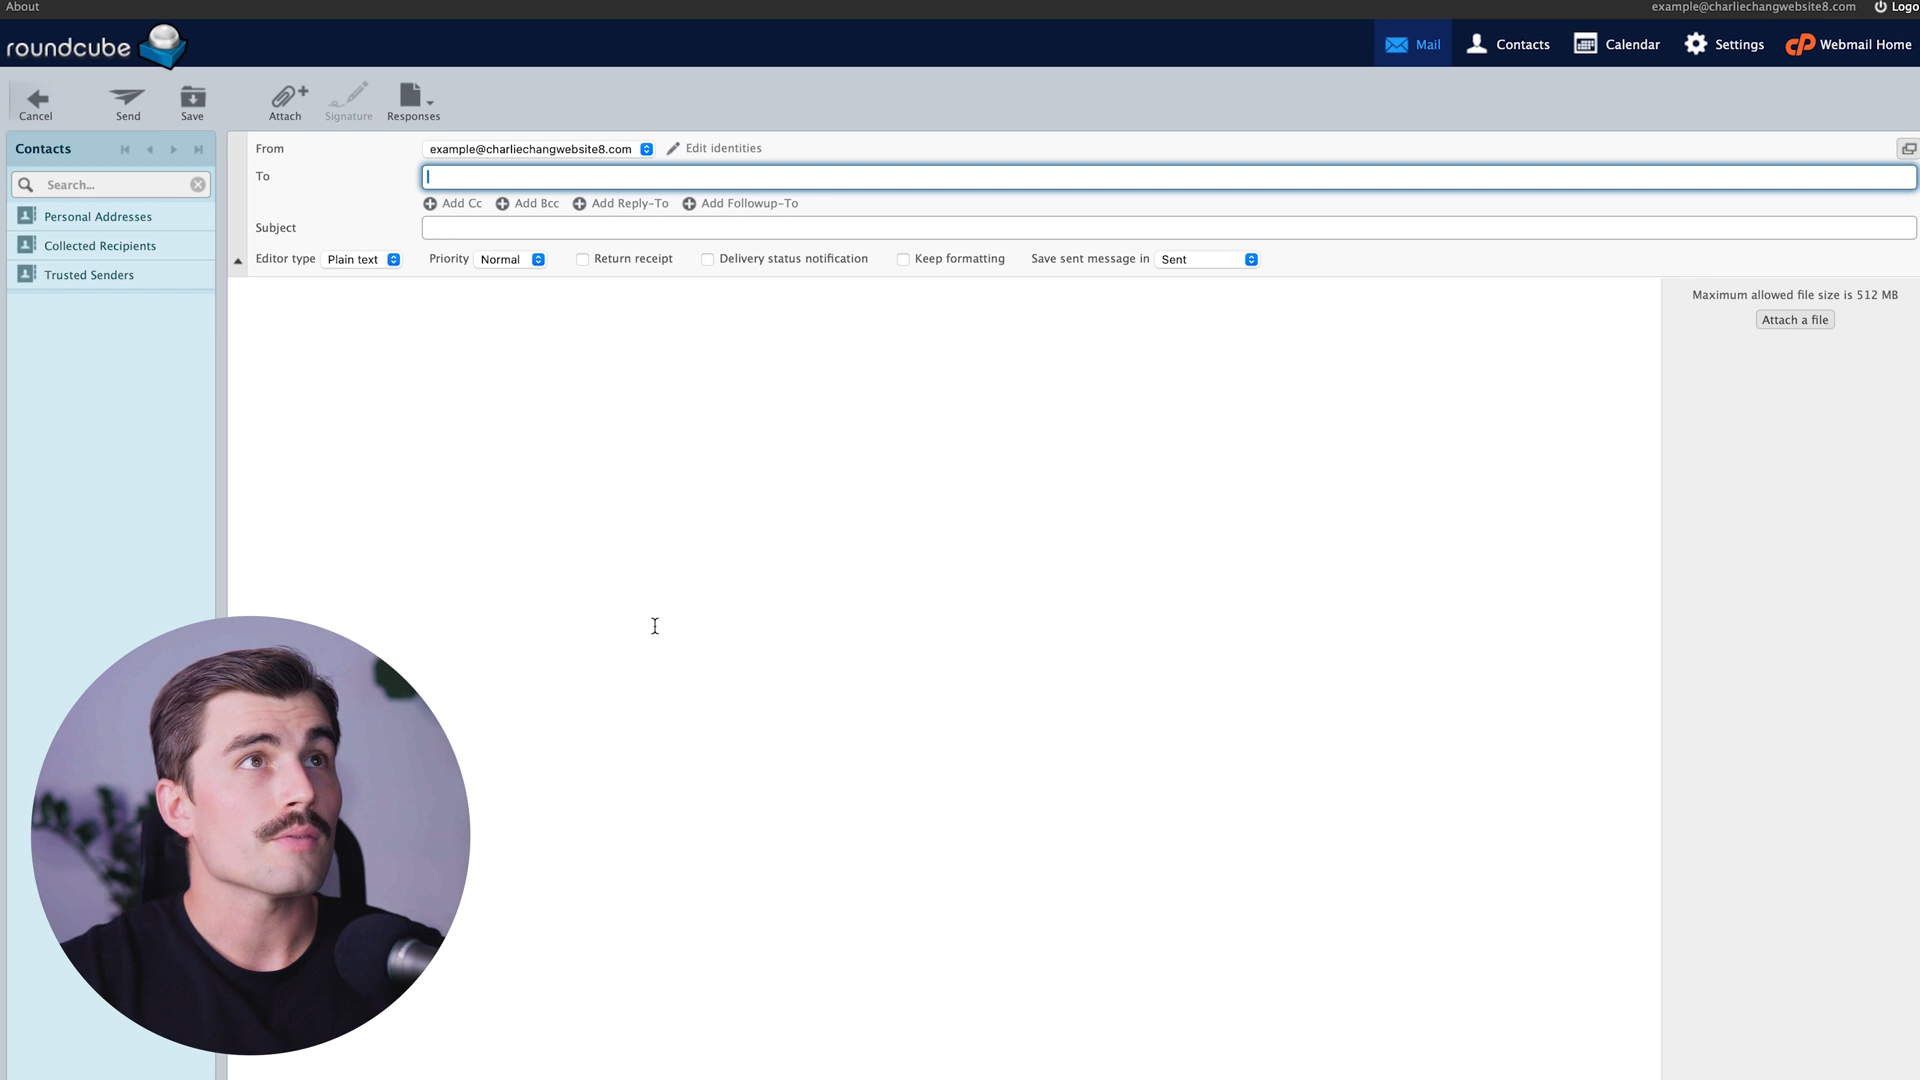 About
example@charliechangwebsite8.com Logo
roundcube Mail Contacts Calendar Settings cP Webmail Home
Cancel Send Save Attach Signature Responses
Contacts
Search...
Personal Addresses
Collected Recipients
Trusted Senders
From example@charliechangwebsite8.com Edit identities
To
Add Cc Add Bcc Add Reply-To Add Followup-To
Subject
Editor type Plain text Priority Normal Return receipt Delivery status notification Keep formatting Save sent message in Sent
Maximum allowed file size is 512 MB
Attach a file